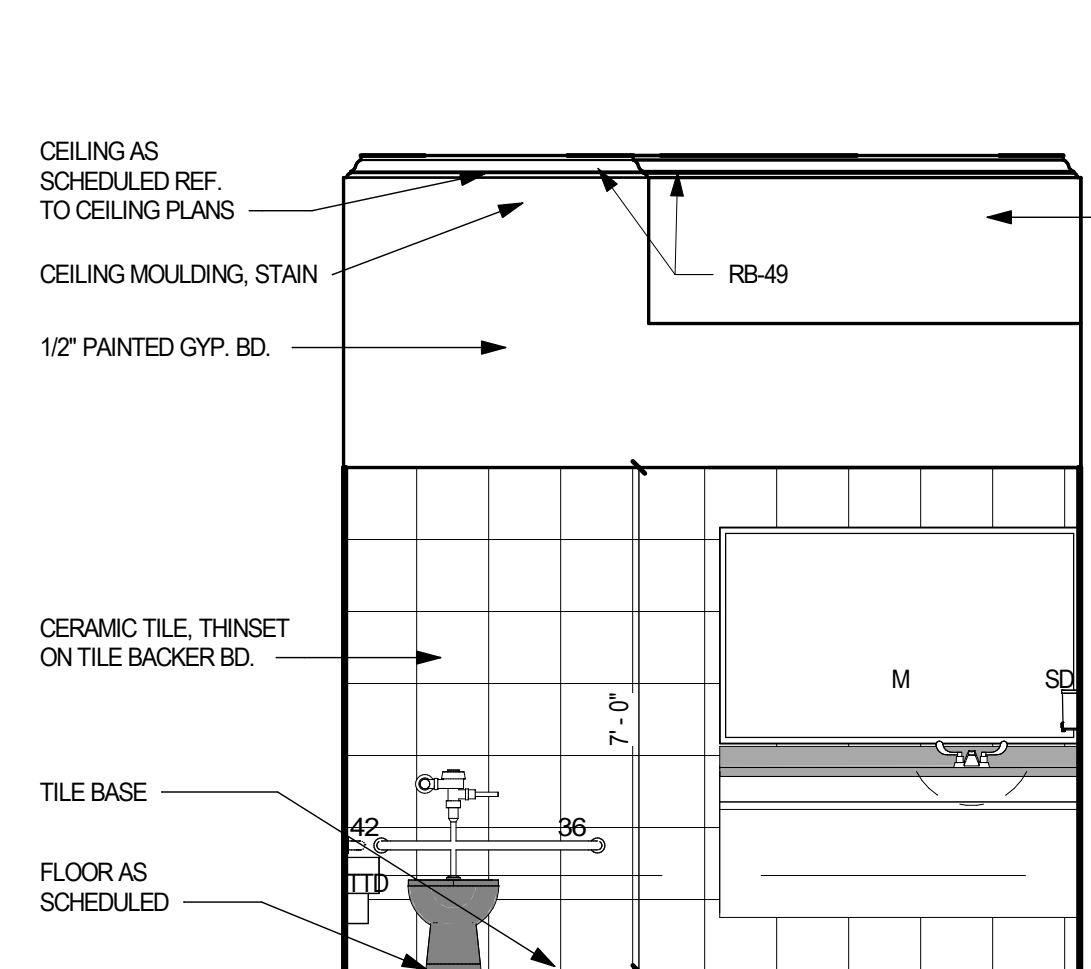 CEILING AS
SCHEDULED REF.
TO CEILING PLANS
CEILING MOULDING, STAIN
RB-49
1/2" PAINTED GYP. BD.
CERAMIC TILE, THINSET
ON TILE BACKER BD.
M
SD
7' - 0"
TILE BASE
42
36
FLOOR AS
SCHEDULED
TTD